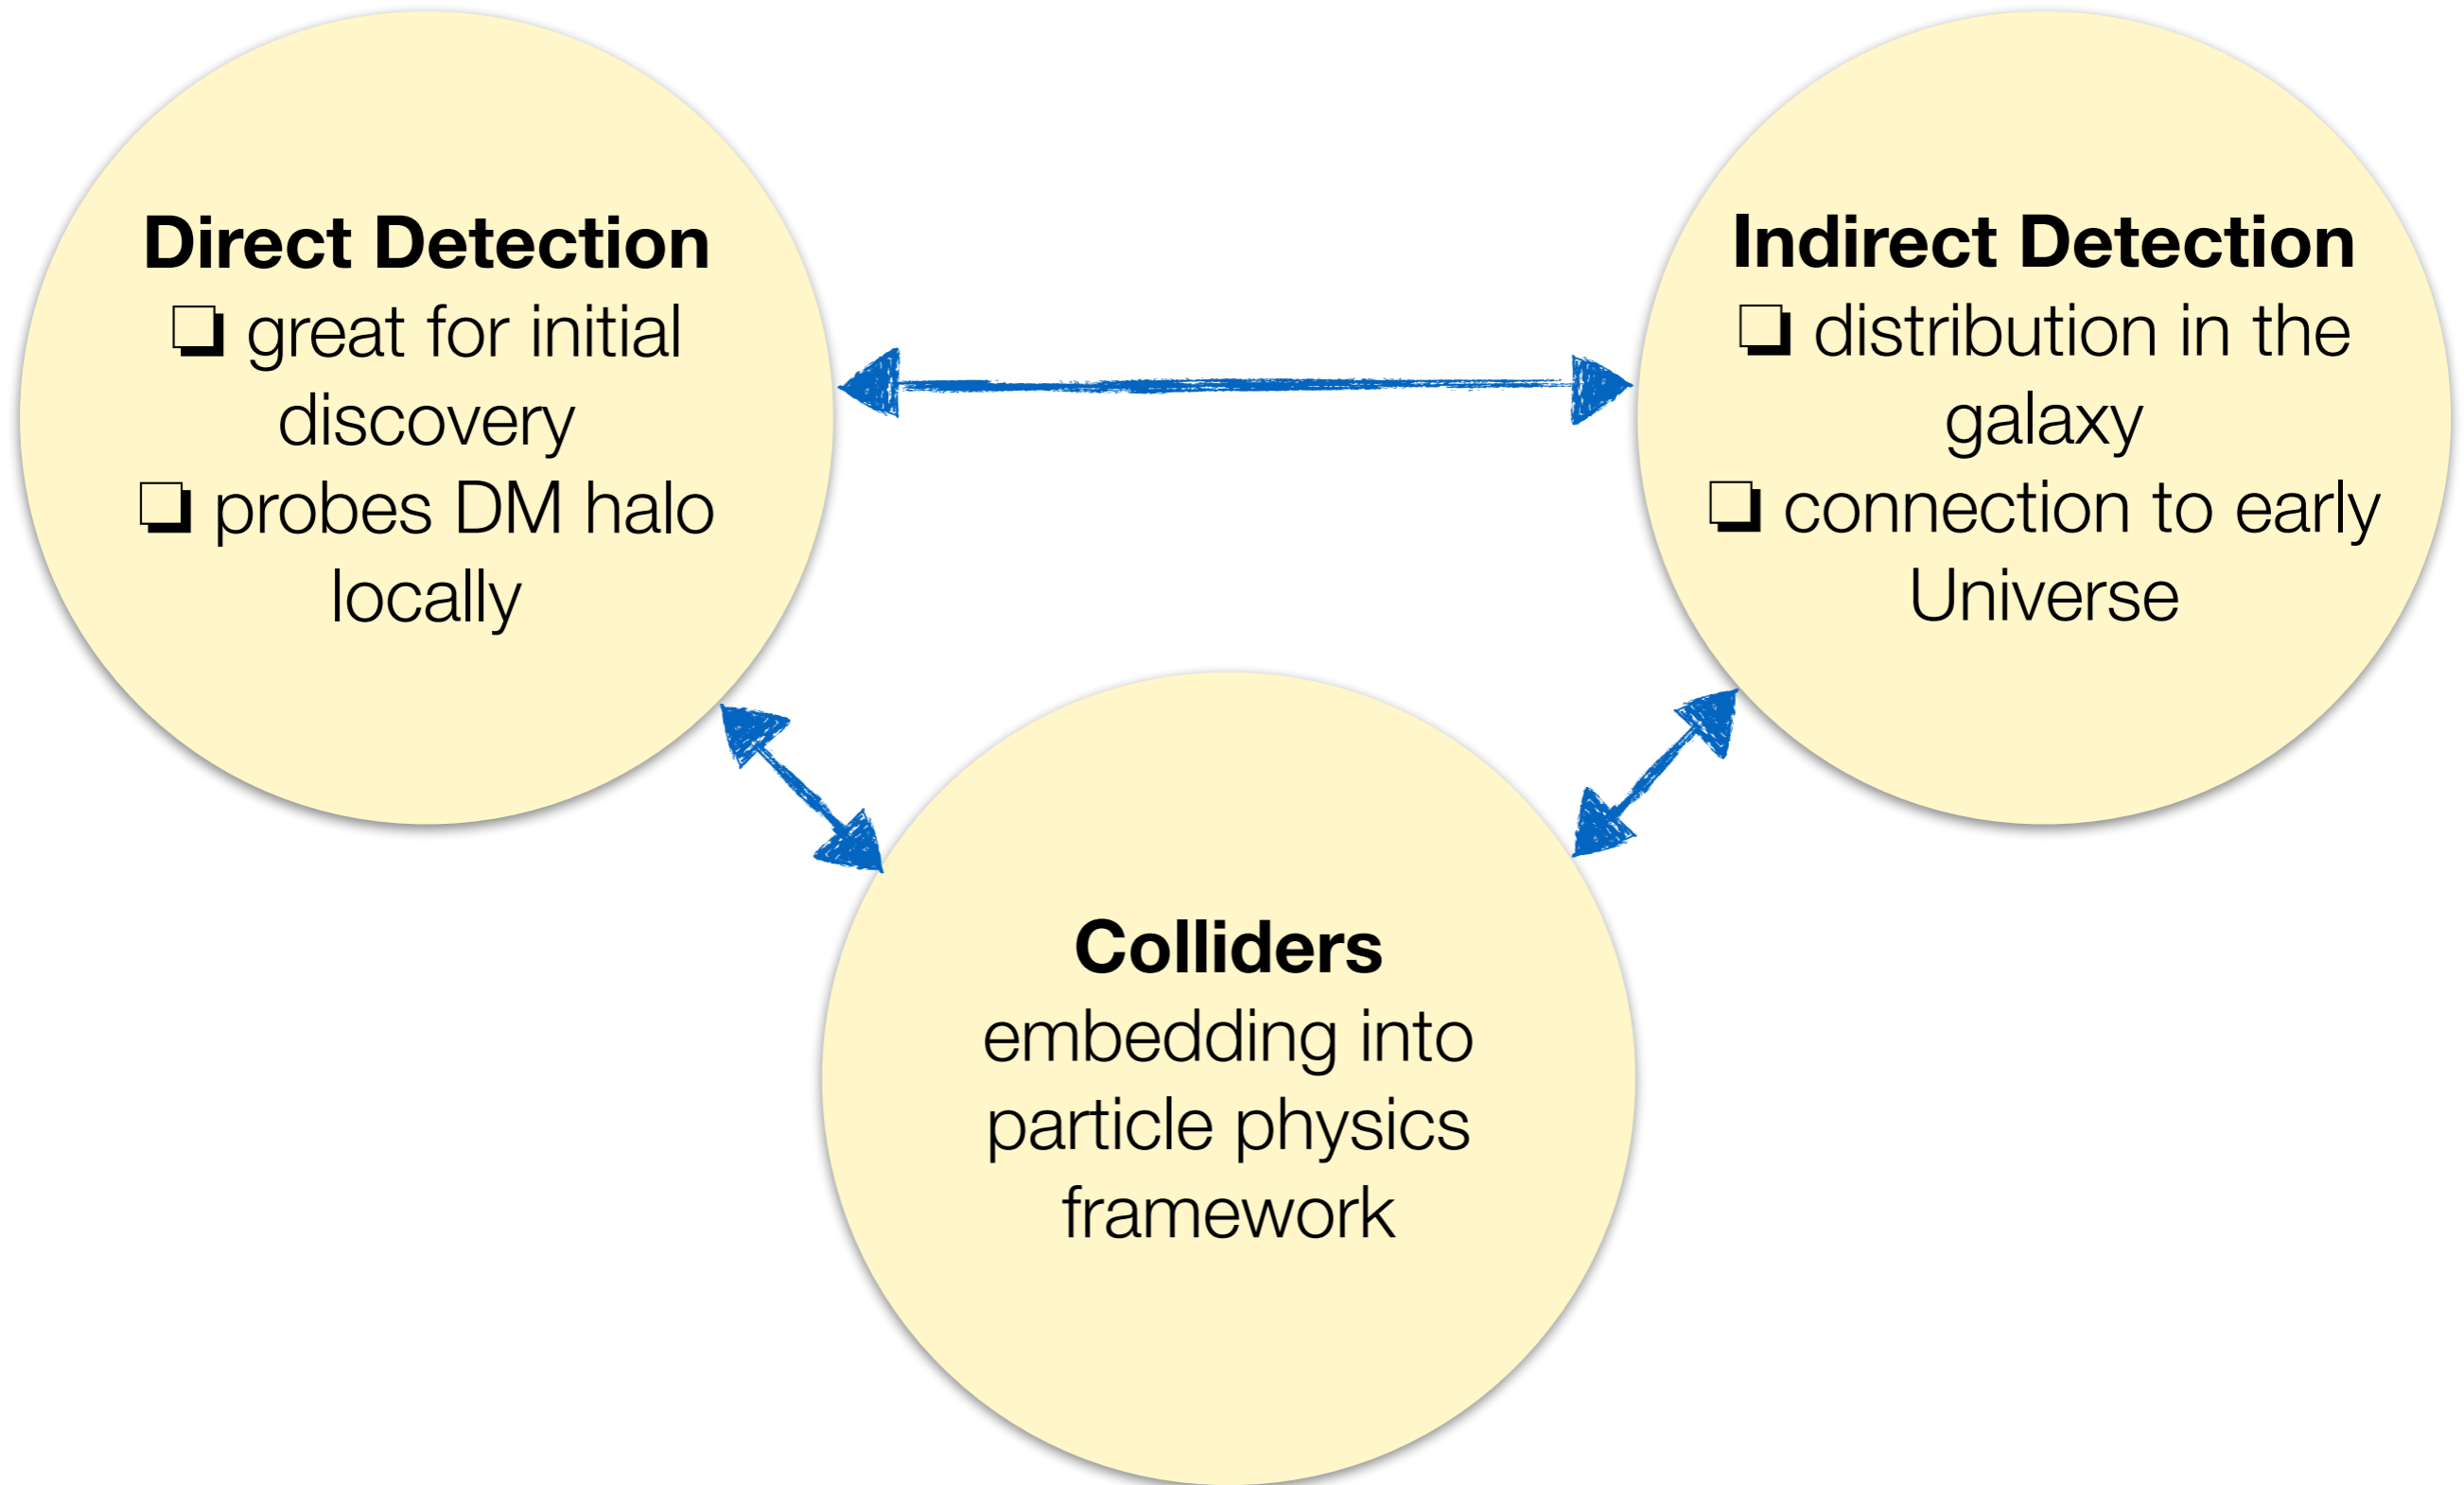 Direct Detection
❏ great for initial
discovery
❏ probes DM halo
locally
Indirect Detection
❏ distribution in the
galaxy
❏ connection to early
Universe
Colliders
embedding into
particle physics
framework